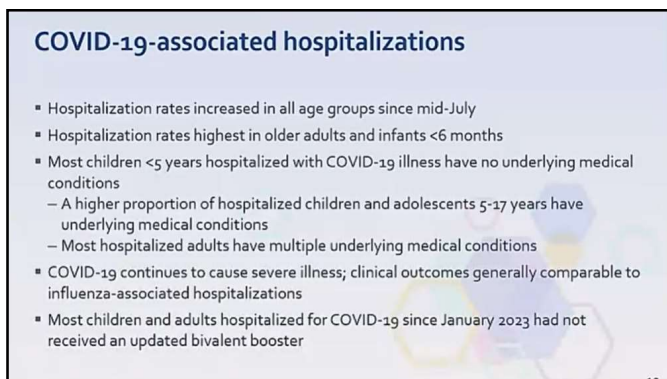 COVID-19-associated hospitalizations
▪ Hospitalization rates increased in all age groups since mid-July
▪ Hospitalization rates highest in older adults and infants <6 months
▪ Most children <5 years hospitalized with COVID-19 illness have no underlying medical
conditions
– A higher proportion of hospitalized children and adolescents 5-17 years have
underlying medical conditions
– Most hospitalized adults have multiple underlying medical conditions
▪ COVID-19 continues to cause severe illness; clinical outcomes generally comparable to
influenza-associated hospitalizations
▪ Most children and adults hospitalized for COVID-19 since January 2023 had not
received an updated bivalent booster